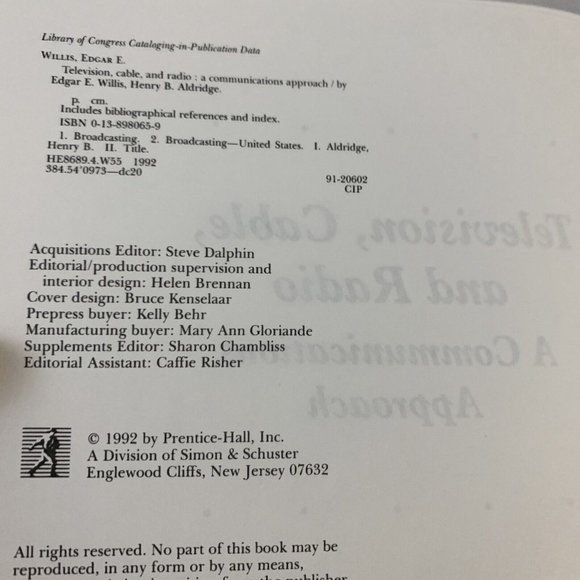 Library of Congress Cataloging-in-Publication Data
WILLIS, EDGAR E.
Television, cable, and radio : a communications approach / by
Edgar E. Willis, Henry B. Aldridge.
p. cm.
Includes bibliographical references and index.
ISBN 0-13-898065-9
1. Broadcasting. 2. Broadcasting—United States. I. Aldridge,
Henry B. II. Title.
HE8689.4.W55 1992
384.54'0973—dc20
91-20602
CIP
Television, Cable,
and Radio
A Communication
Approach
Acquisitions Editor: Steve Dalphin
Editorial/production supervision and
interior design: Helen Brennan
Cover design: Bruce Kenselaar
Prepress buyer: Kelly Behr
Manufacturing buyer: Mary Ann Gloriande
Supplements Editor: Sharon Chambliss
Editorial Assistant: Caffie Risher
© 1992 by Prentice-Hall, Inc.
A Division of Simon & Schuster
Englewood Cliffs, New Jersey 07632
All rights reserved. No part of this book may be
reproduced, in any form or by any means,